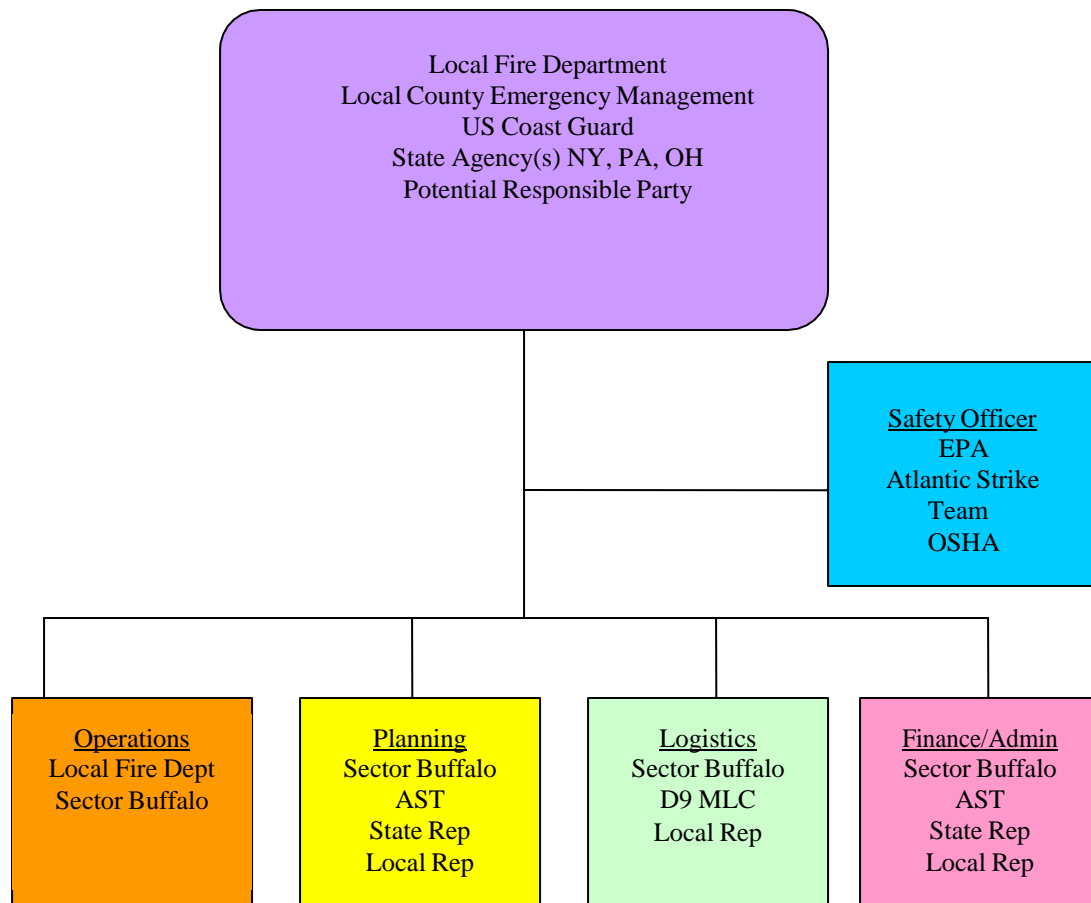 Local Fire Department
Local County Emergency Management
US Coast Guard
State Agency(s) NY, PA, OH
Potential Responsible Party
Safety Officer
EPA
Atlantic Strike
Team
OSHA
Operations
Local Fire Dept
Sector Buffalo
Planning
Sector Buffalo
AST
State Rep
Local Rep
Logistics
Sector Buffalo
D9 MLC
Local Rep
Finance/Admin
Sector Buffalo
AST
State Rep
Local Rep